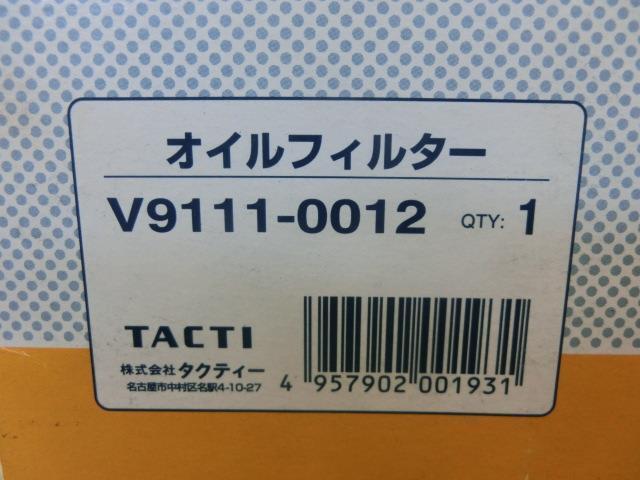 オイルフィルター
V9111-0012 QTY: 1
TACTI
株式会社タクティー
名古屋市中村区名駅4-10-27
4 957902 001931